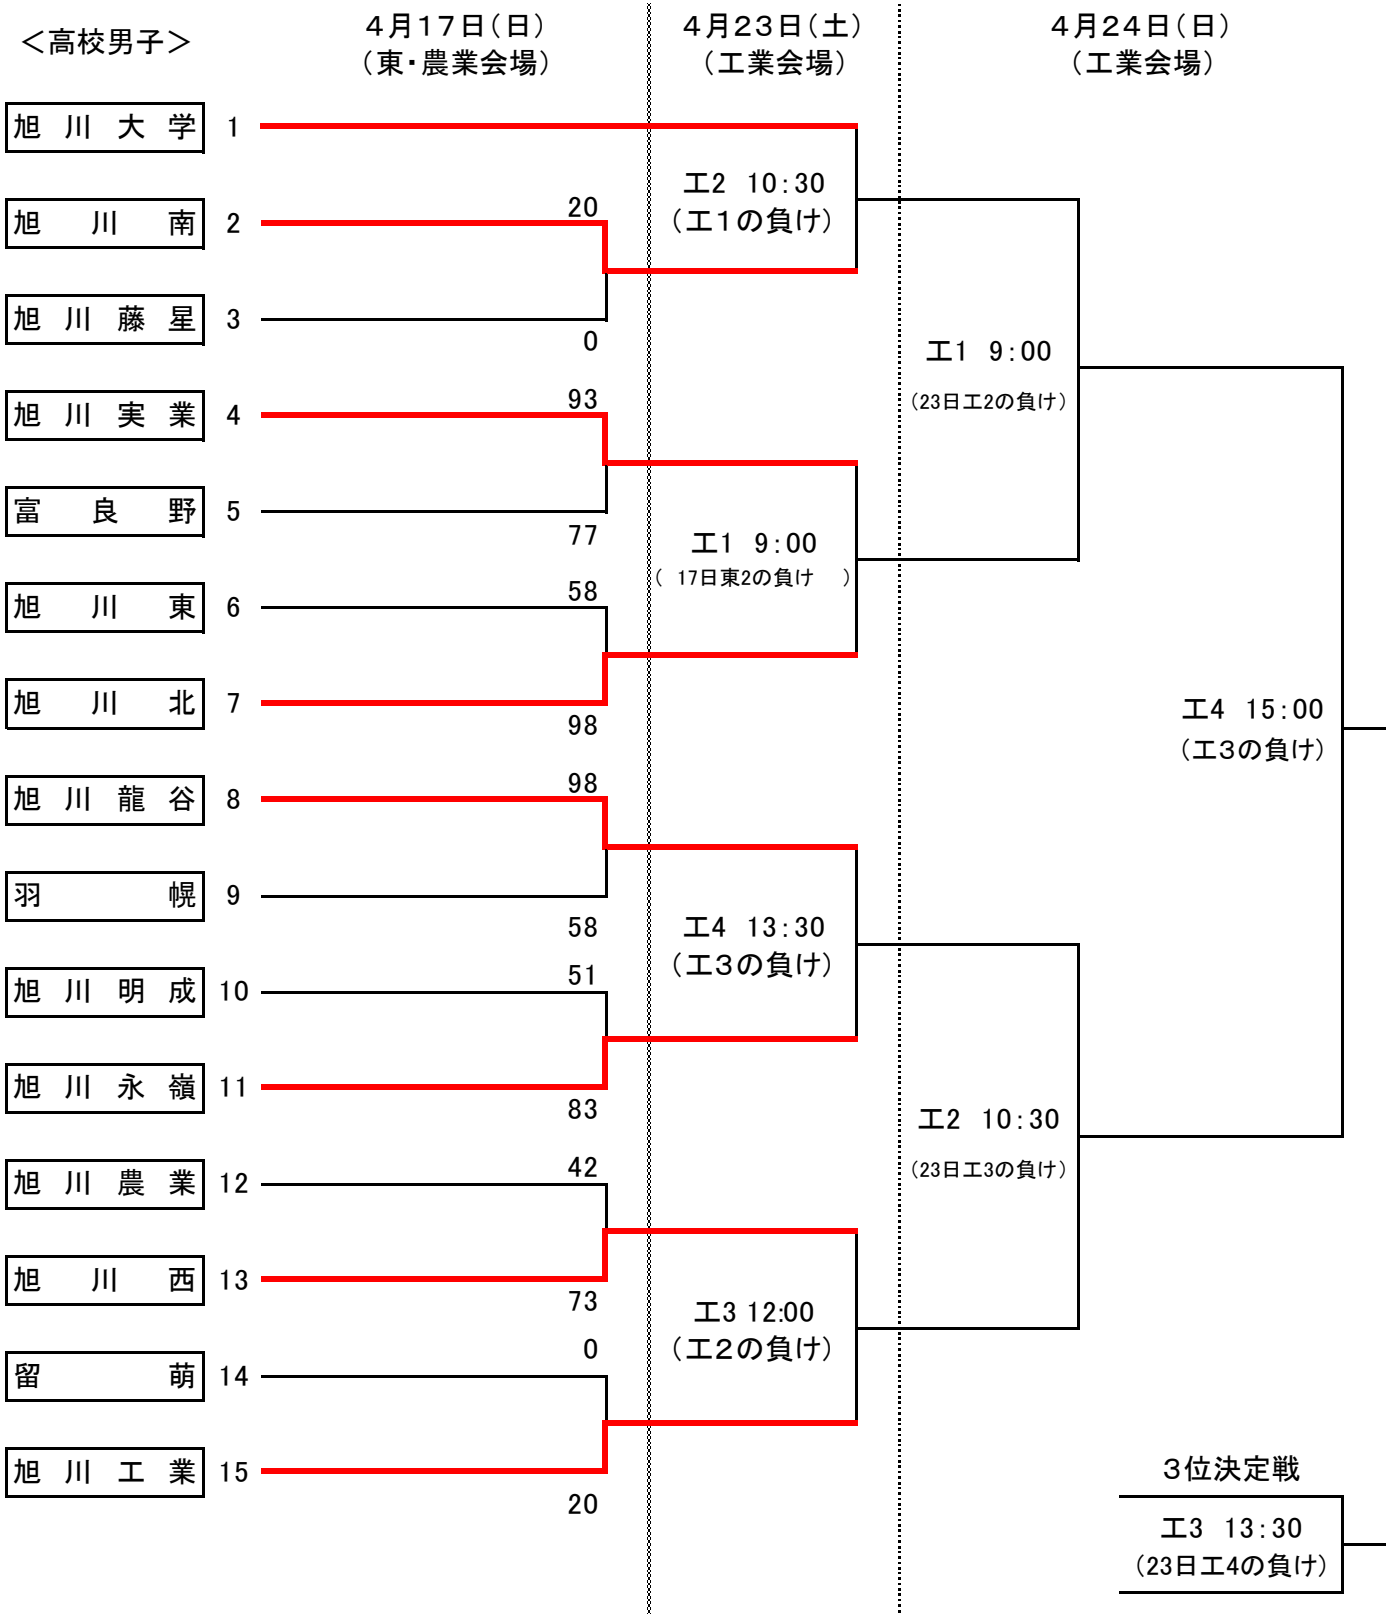 ＜高校男子＞
４月１７日（日）
（東・農業会場）
４月２３日（土）
（工業会場）
４月２４日（日）
（工業会場）
旭川大学 1
工2 10:30
（工１の負け）
20
旭川南 2
旭川藤星 3
0
工1 9:00
（23日工2の負け）
93
旭川実業 4
富良野 5
77
工1 9:00
（ 17日東2の負け ）
58
旭川東 6
旭川北 7
98
工4 15:00
（工３の負け）
98
旭川龍谷 8
羽幌 9
58
工4 13:30
（工３の負け）
51
旭川明成 10
旭川永嶺 11
83
工2 10:30
（23日工3の負け）
42
旭川農業 12
旭川西 13
73
工3 12:00
（工２の負け）
0
留萌 14
旭川工業 15
20
３位決定戦
工3 13:30
（23日工4の負け）